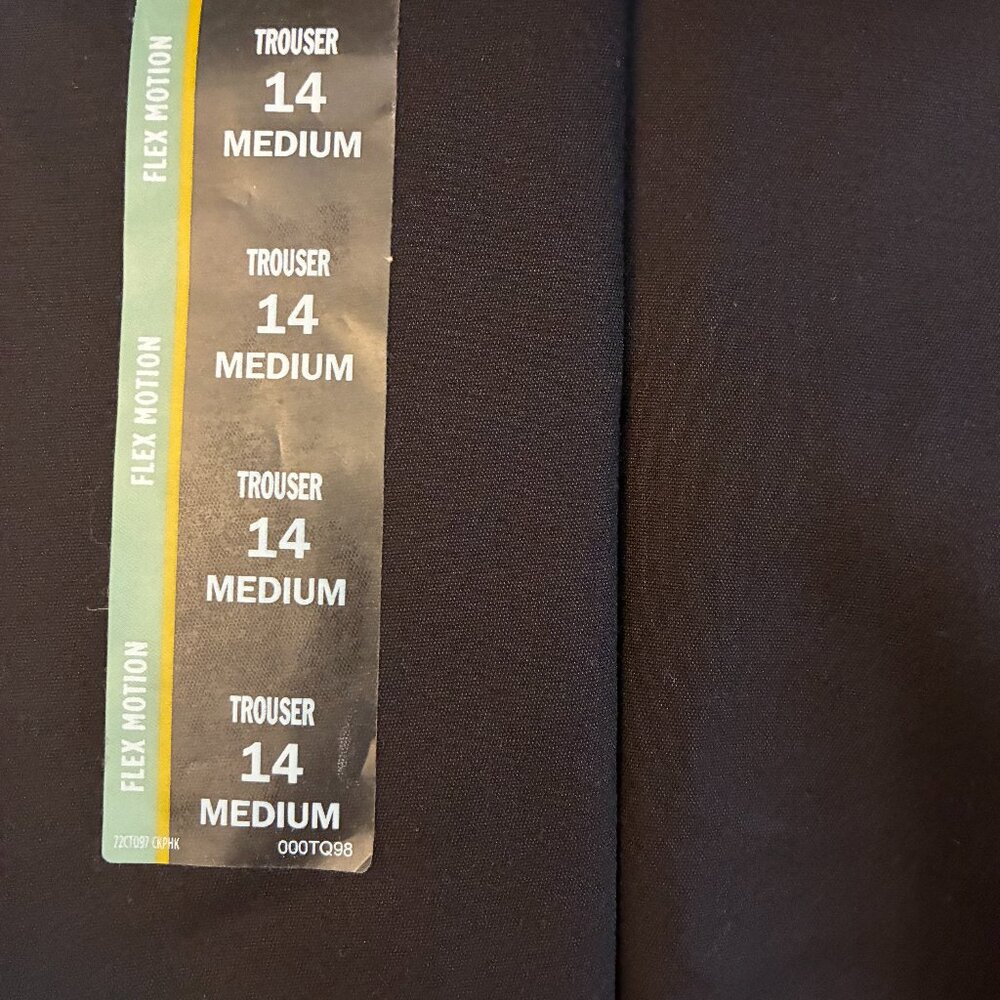 FLEX MOTION
TROUSER
14
MEDIUM
FLEX MOTION
TROUSER
14
MEDIUM
FLEX MOTION
TROUSER
14
MEDIUM
TROUSER
14
MEDIUM
22CT097 CKPHK
000TQ98